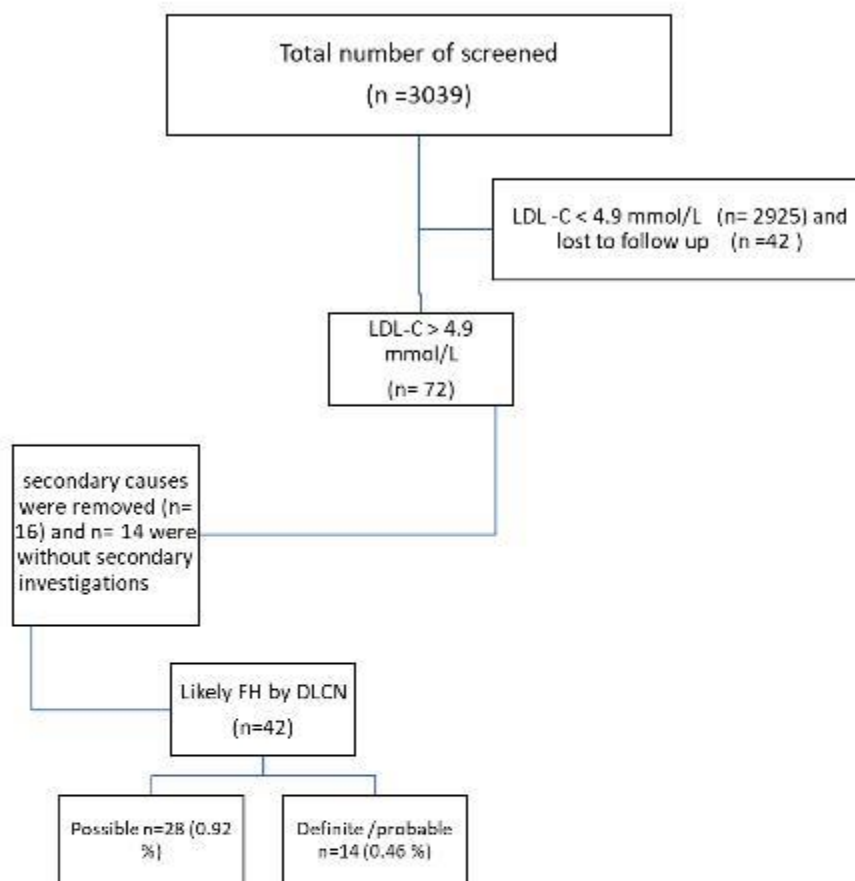 Total number of screened
(n =3039)
LDL -C < 4.9 mmol/L (n= 2925) and
lost to follow up (n =42 )
LDL-C > 4.9
mmol/L
(n= 72)
secondary causes
were removed (n=
16) and n= 14 were
without secondary
investigations
Likely FH by DLCN
(n=42)
Possible n=28 (0.92
%)
Definite /probable
n=14 (0.46 %)